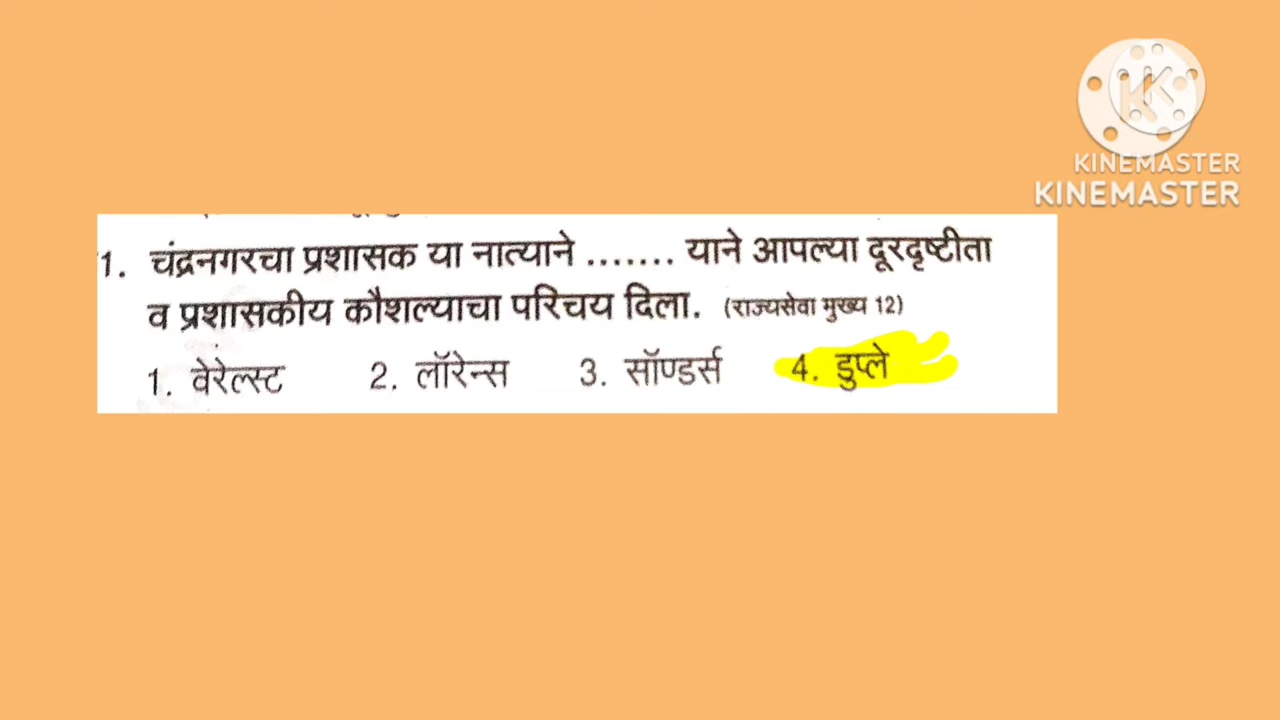 KINEMASTER
KINEMASTER
1. चंद्रनगरचा प्रशासक या नात्याने ....... याने आपल्या दूरदृष्टीता
व प्रशासकीय कौशल्याचा परिचय दिला. (राज्यसेवा मुख्य 12)
1. वेरेल्स्ट 2. लॉरेन्स 3. सॉण्डर्स 4. डुप्ले